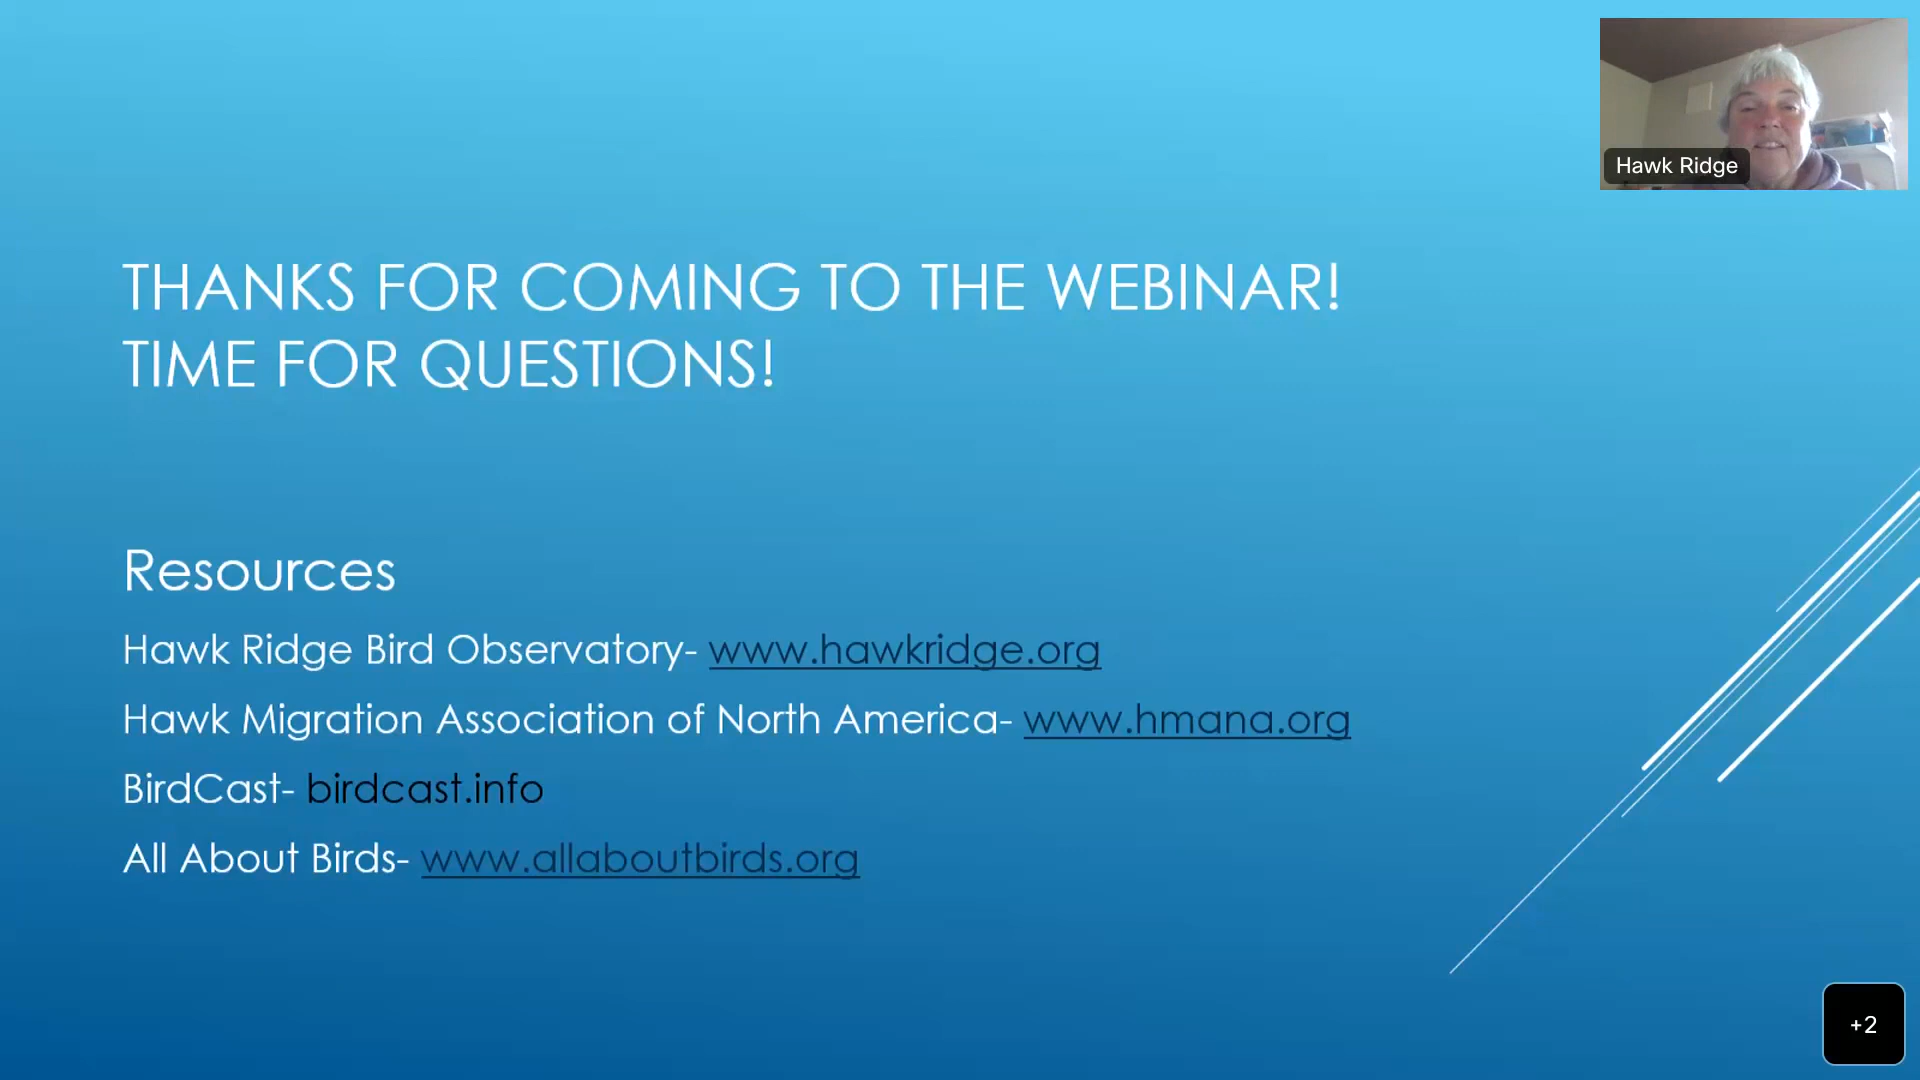 Hawk Ridge
THANKS FOR COMING TO THE WEBINAR!
TIME FOR QUESTIONS!
Resources
Hawk Ridge Bird Observatory- www.hawkridge.org
Hawk Migration Association of North America- www.hmana.org
BirdCast- birdcast.info
All About Birds- www.allaboutbirds.org
+2